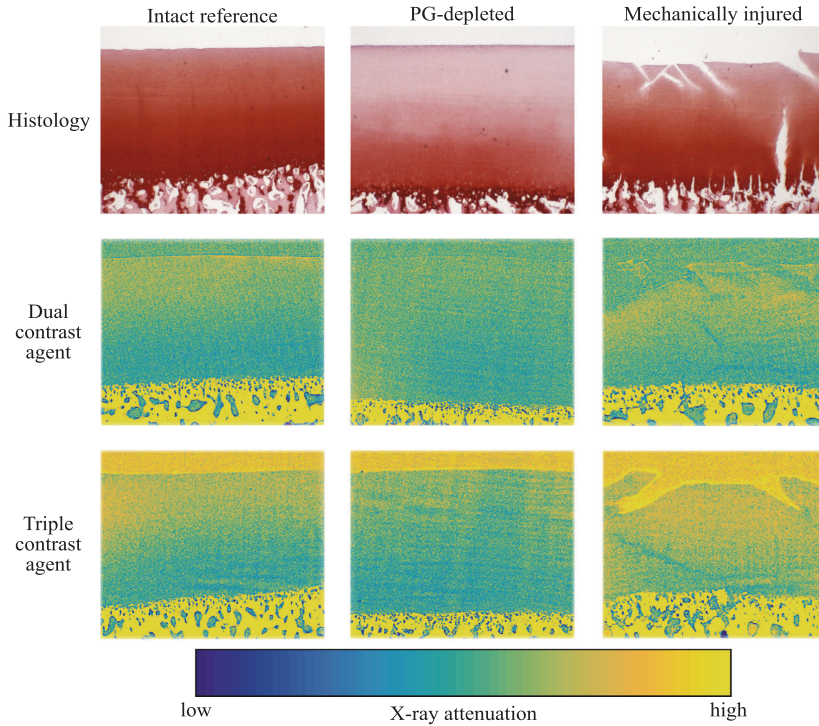 Intact reference
PG-depleted
Mechanically injured
Histology
Dual
contrast
agent
Triple
contrast
agent
low
X-ray attenuation
high